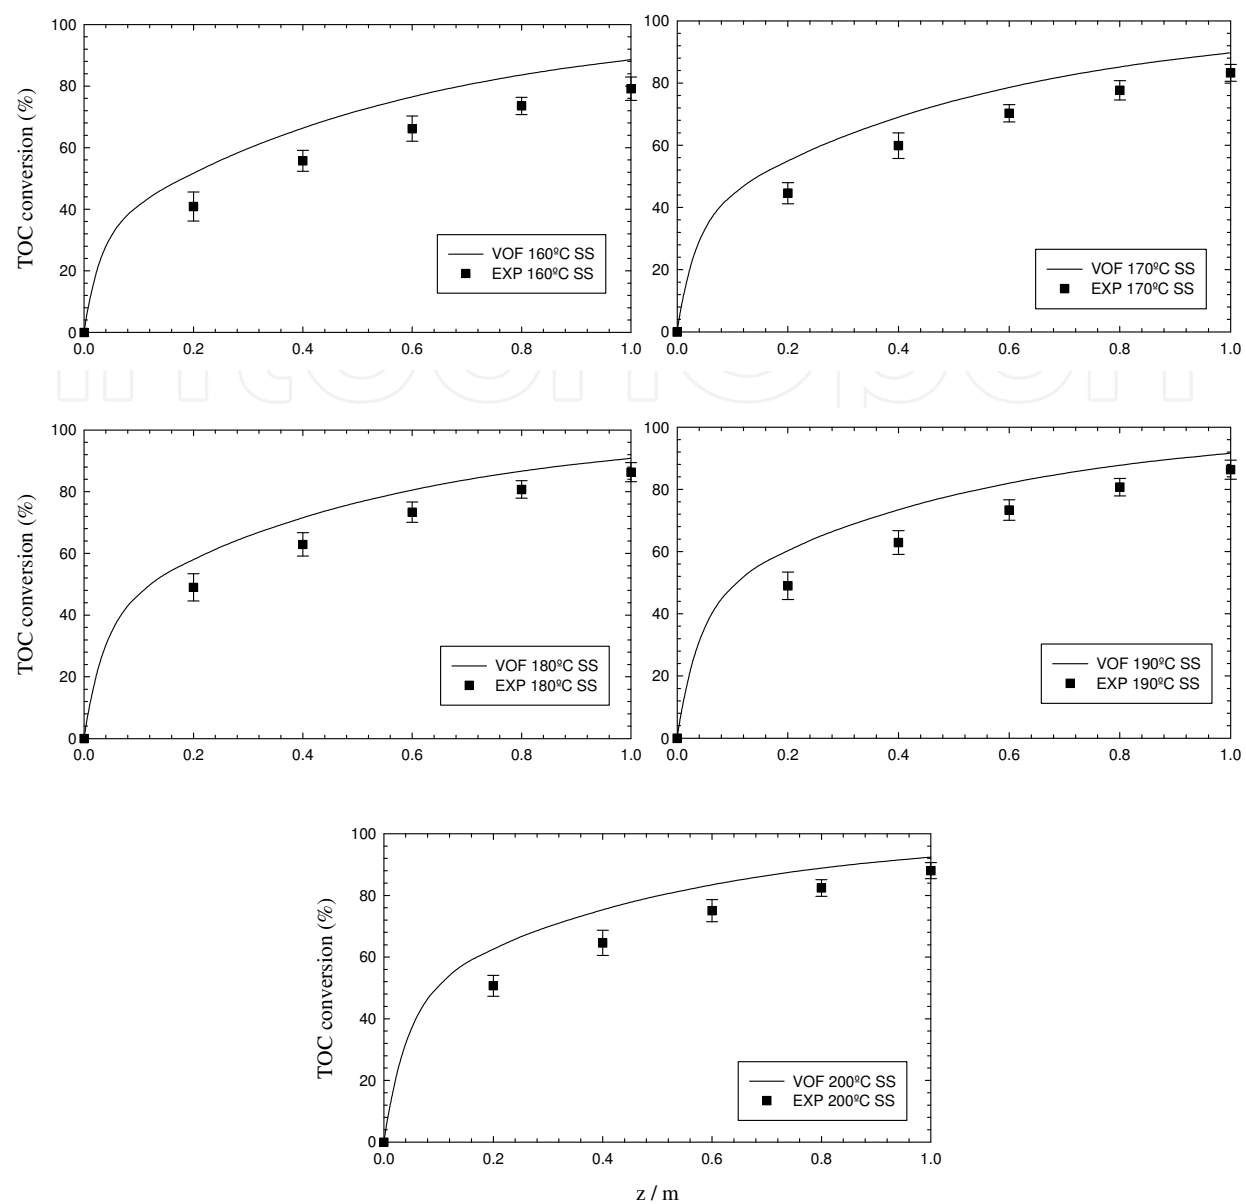 100
80
60
40
20
0
TOC conversion (%)
VOF 160ºC SS
EXP 160ºC SS
0.0 0.2 0.4 0.6 0.8 1.0
100
80
60
40
20
0
VOF 170ºC SS
EXP 170ºC SS
0.0 0.2 0.4 0.6 0.8 1.0
intechopen
100
80
60
40
20
0
TOC conversion (%)
VOF 180ºC SS
EXP 180ºC SS
0.0 0.2 0.4 0.6 0.8 1.0
100
80
60
40
20
0
VOF 190ºC SS
EXP 190ºC SS
0.0 0.2 0.4 0.6 0.8 1.0
100
80
60
40
20
0
TOC conversion (%)
VOF 200ºC SS
EXP 200ºC SS
0.0 0.2 0.4 0.6 0.8 1.0
z / m